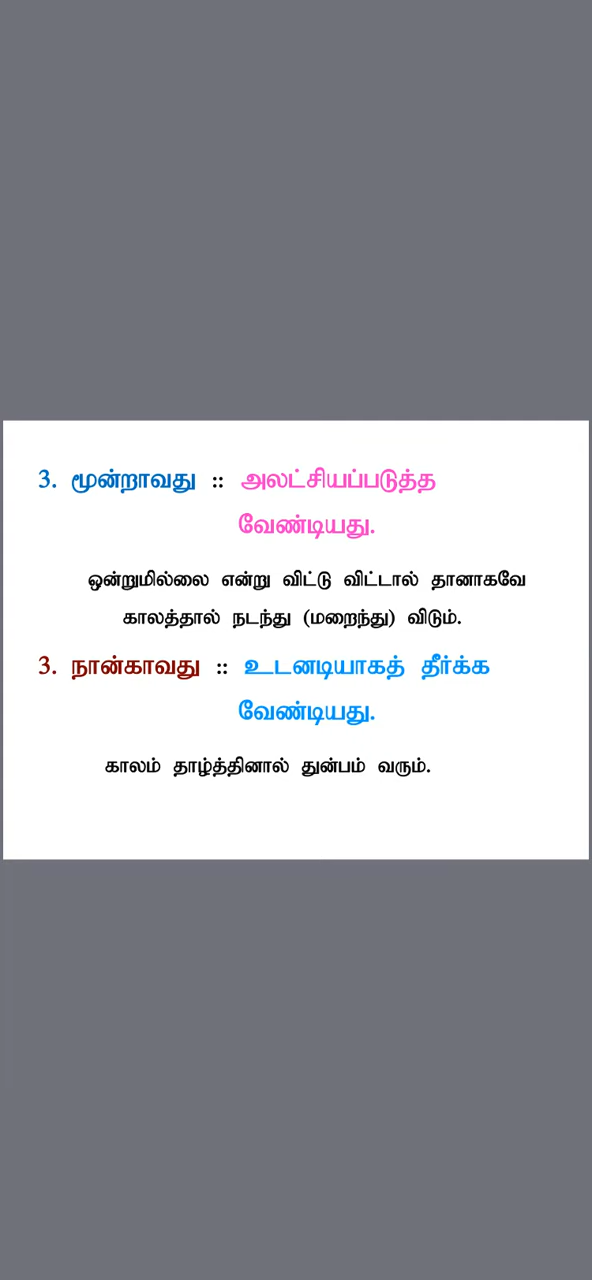 3. மூன்றாவது :: அலட்சியப்படுத்த
வேண்டியது.
ஒன்றுமில்லை என்று விட்டு விட்டால் தானாகவே
காலத்தால் நடந்து (மறைந்து) விடும்.
3. நான்காவது :: உடனடியாகத் தீர்க்க
வேண்டியது.
காலம் தாழ்த்தினால் துன்பம் வரும்.